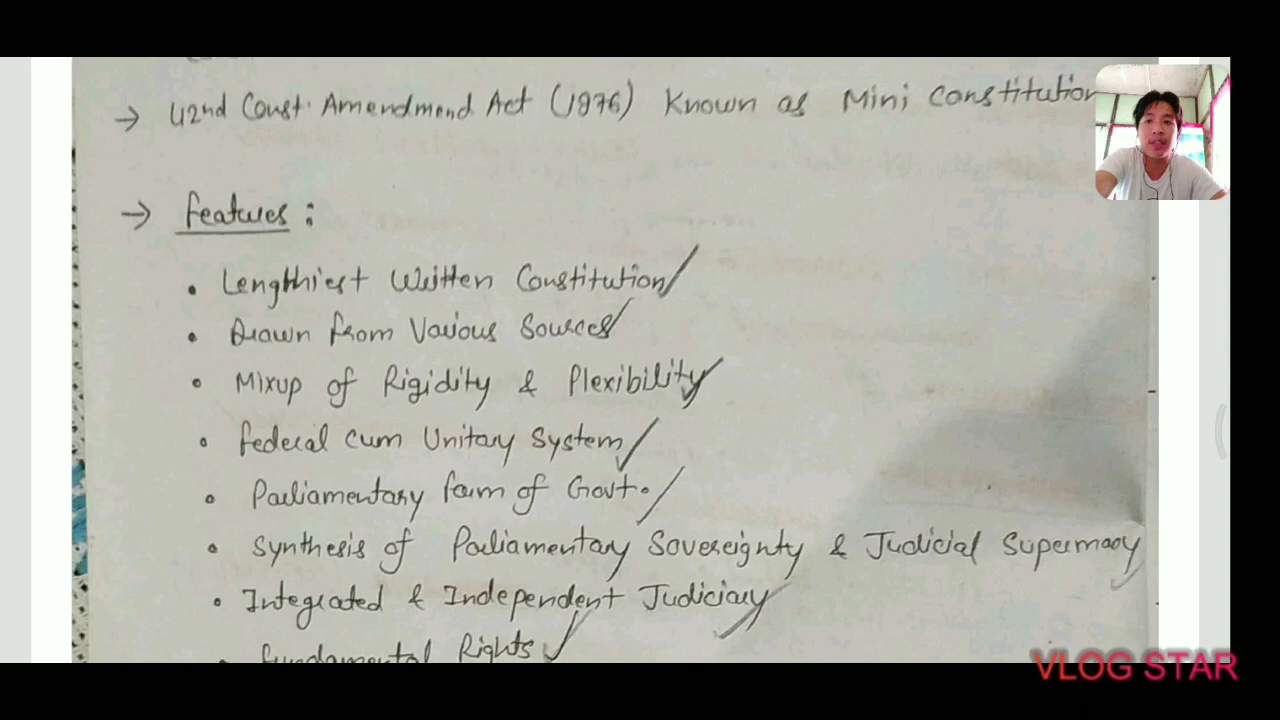 → 42nd Const. Amendmend Act (1976) Known as Mini Constitution
→ Features :
• Lengthiest Written Constitution
• Drawn from Various Sources
• Mixup of Rigidity & Plexibility
• Federal Cum Unitary System
• Parliamentary form of Govt.
• Synthesis of Parliamentary Sovereignty & Judicial Supermacy
• Integrated & Independent Judiciary
• Fundamental Rights
VLOG STAR